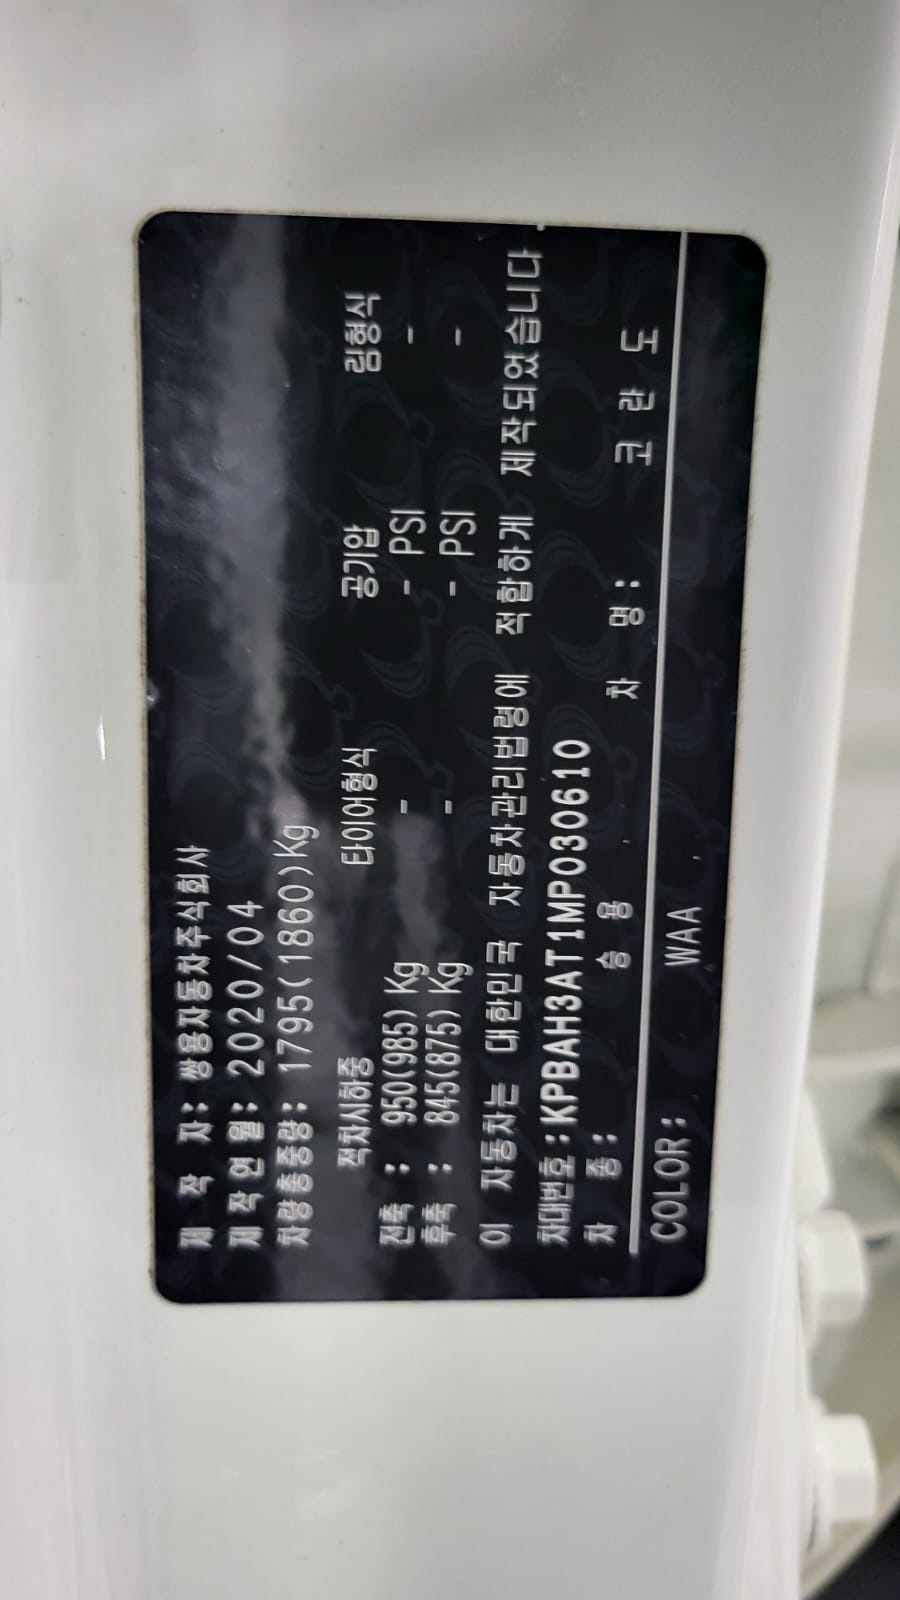 제 작 자: 쌍용자동차주식회사
제 작 연 월: 2020/04
차량총중량: 1795(1860)Kg
적차시하중 타이어형식 공기압 림형식
전축 : 950(985) Kg - - PSI -
후축 : 845(875) Kg - - PSI -
이 자동차는 대한민국 자동차관리법령에 적합하게 제작되었습니다.
차대번호:KPBAH3AT1MP030610
차 종: 승 용 차 명: 코 란 도
COLOR: WAA ,